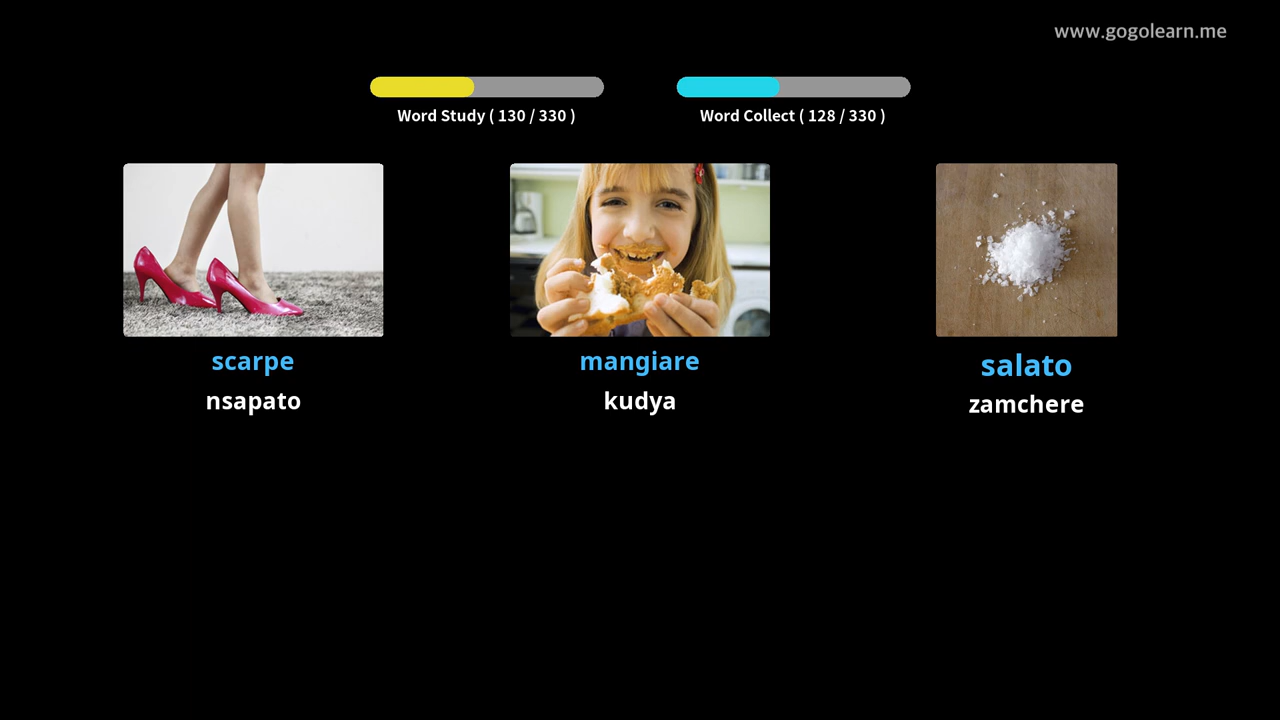 www.gogolearn.me
Word Study ( 130 / 330 )
Word Collect ( 128 / 330 )
scarpe
nsapato
mangiare
kudya
salato
zamchere